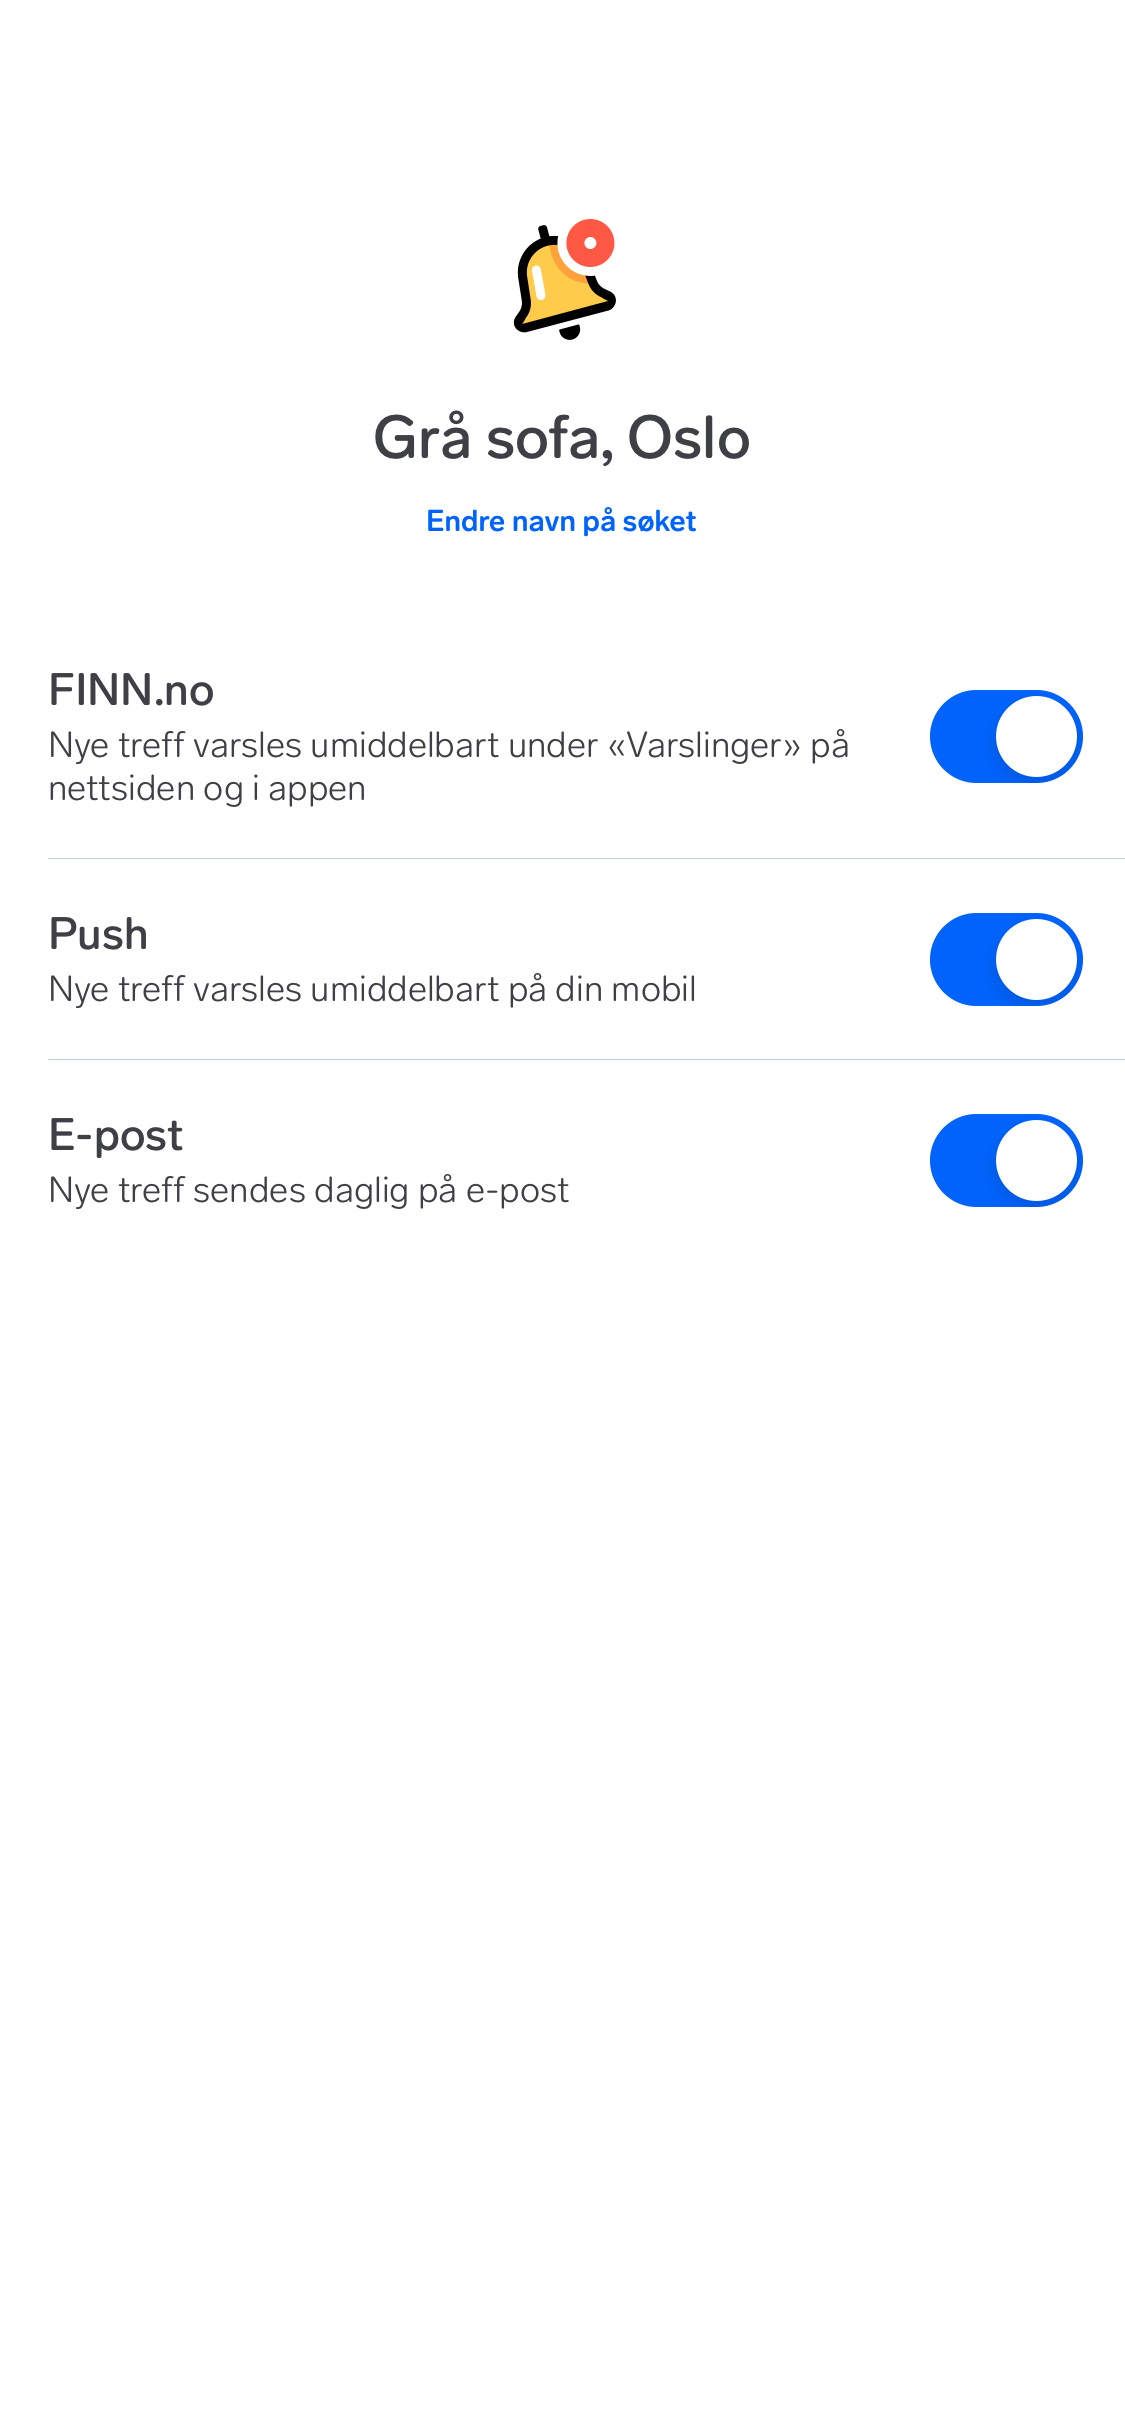 Grå sofa, Oslo
Endre navn på søket
FINN.no
Nye treff varsles umiddelbart under «Varslinger» på
nettsiden og i appen
Push
Nye treff varsles umiddelbart på din mobil
E-post
Nye treff sendes daglig på e-post